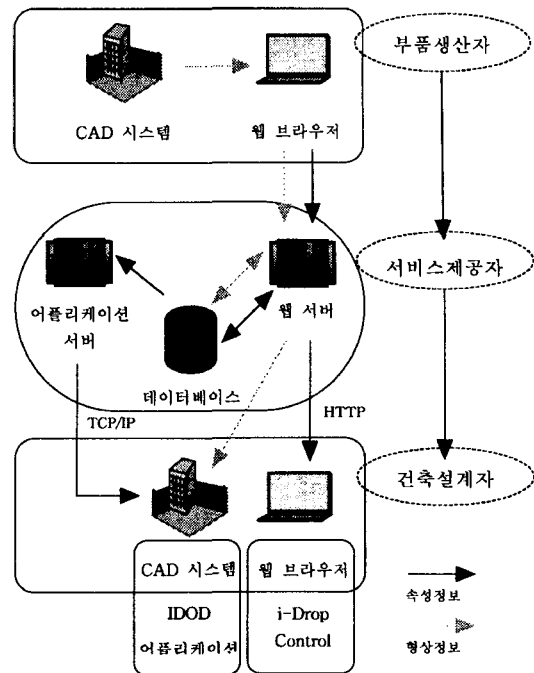 부품생산자
CAD 시스템
웹 브라우저
서비스제공자
어플리케이션
서버
웹 서버
데이터베이스
TCP/IP
HTTP
건축설계자
CAD 시스템
웹 브라우저
IDOD
어플리케이션
i-Drop
Control
속성정보
형상정보